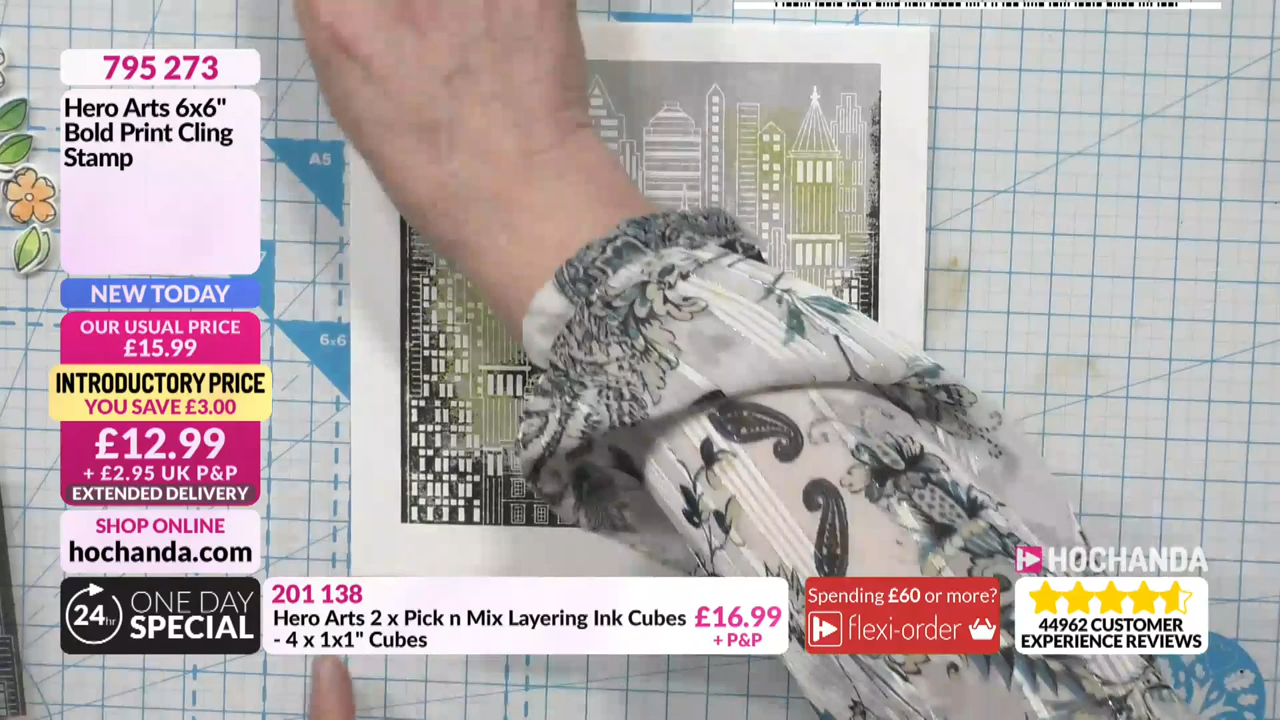 795 273
Hero Arts 6x6"
Bold Print Cling
Stamp
NEW TODAY
OUR USUAL PRICE
£15.99
INTRODUCTORY PRICE
YOU SAVE £3.00
£12.99
+ £2.95 UK P&P
EXTENDED DELIVERY
SHOP ONLINE
hochanda.com
24hr ONE DAY
SPECIAL
201 138
Hero Arts 2 x Pick n Mix Layering Ink Cubes
- 4 x 1x1" Cubes
£16.99
+ P&P
Spending £60 or more?
flexi-order
HOCHANDA
44962 CUSTOMER
EXPERIENCE REVIEWS
A5
6x6